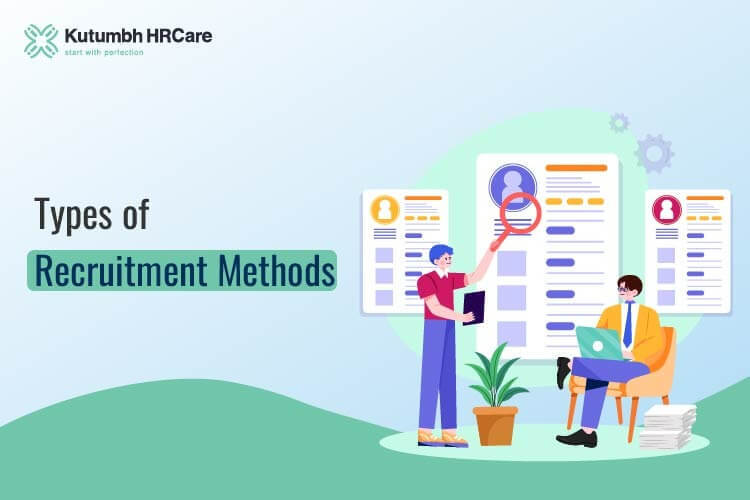 Kutumbh HRCare
start with perfection
Types of
Recruitment Methods